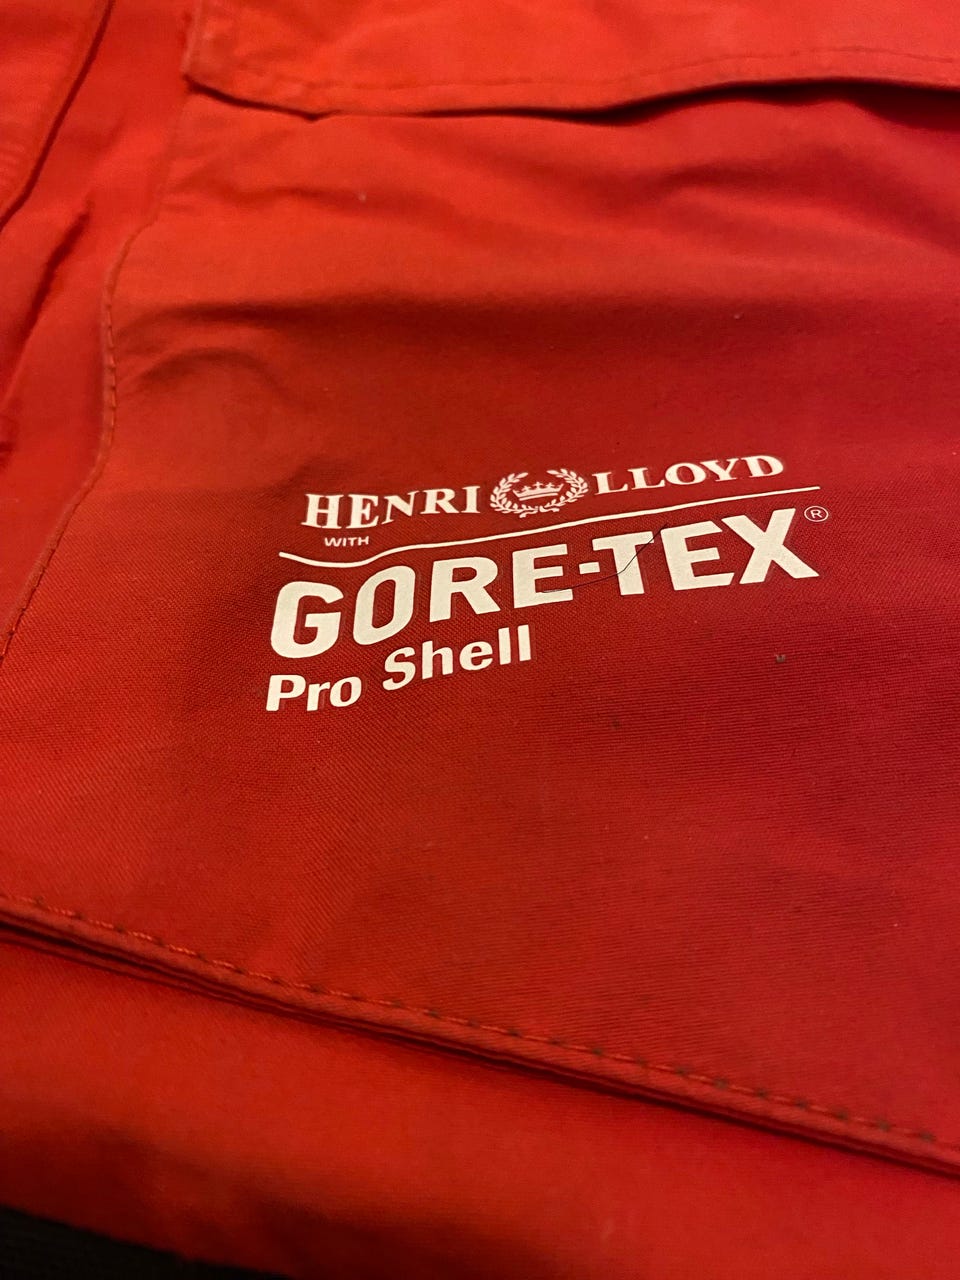 HENRI LLOYD
WITH
GORE-TEX®
Pro Shell